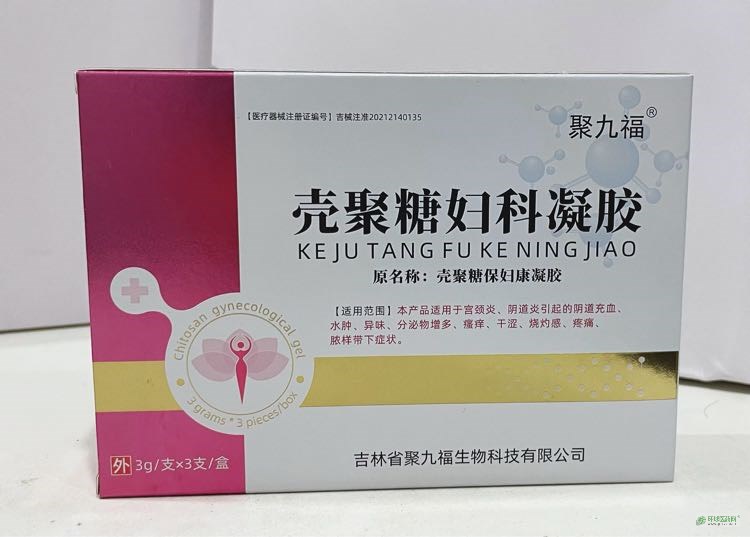 【医疗器械注册证编号】吉械注准20212140135
聚九福®
壳聚糖妇科凝胶
KE JU TANG FU KE NING JIAO
原名称：壳聚糖保妇康凝胶
【适用范围】本产品适用于宫颈炎、阴道炎引起的阴道充血、
水肿、异味、分泌物增多、瘙痒、干涩、烧灼感、疼痛、
脓样带下症状。
Chitosan gynecological gel
3 grams * 3 pieces/box
外 3g/支×3支/盒
吉林省聚九福生物科技有限公司